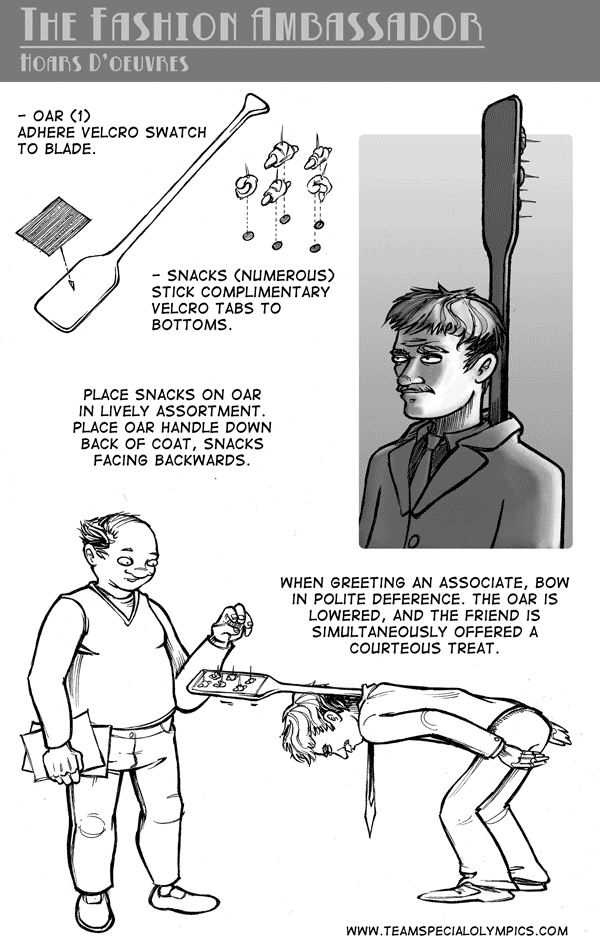 The Fashion Ambassador
Hoars D'oeuvres
- OAR (1)
ADHERE VELCRO SWATCH
TO BLADE.
- SNACKS (NUMEROUS)
STICK COMPLIMENTARY
VELCRO TABS TO
BOTTOMS.
PLACE SNACKS ON OAR
IN LIVELY ASSORTMENT.
PLACE OAR HANDLE DOWN
BACK OF COAT, SNACKS
FACING BACKWARDS.
WHEN GREETING AN ASSOCIATE, BOW
IN POLITE DEFERENCE. THE OAR IS
LOWERED, AND THE FRIEND IS
SIMULTANEOUSLY OFFERED A
COURTEOUS TREAT.
WWW.TEAMSPECIALOLYMPICS.COM